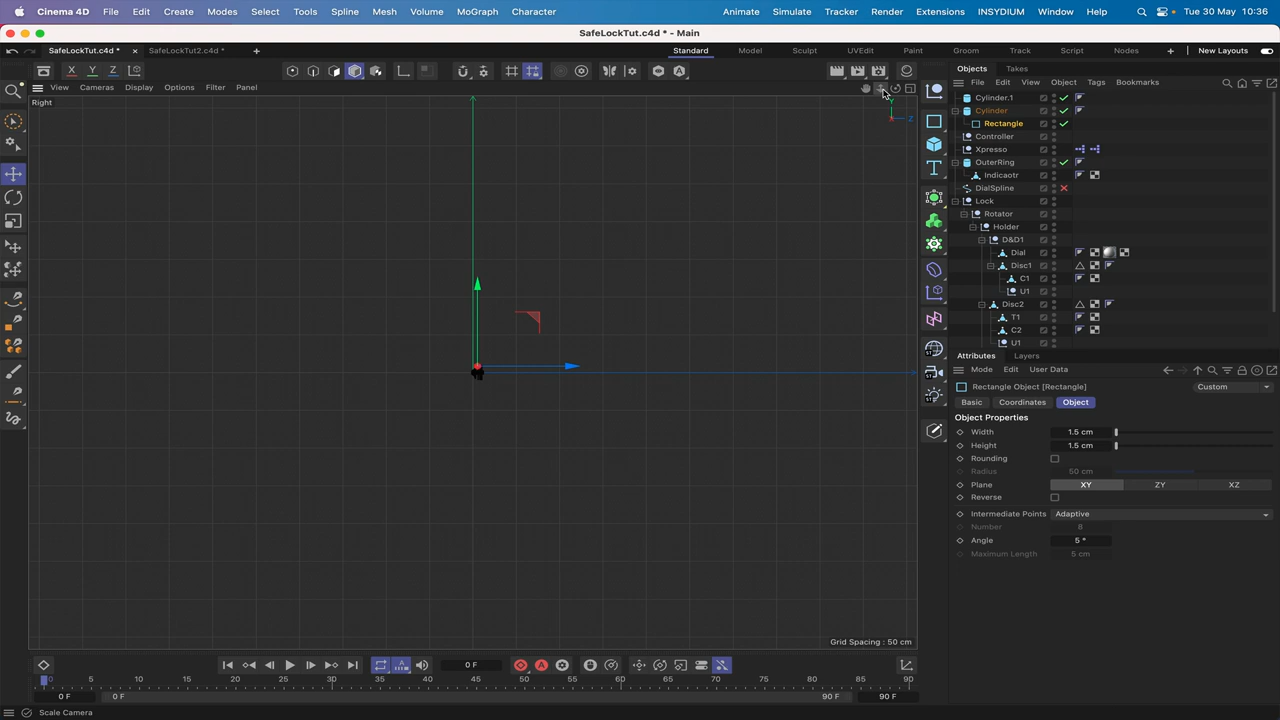 Cinema 4D File Edit Create Modes Select Tools Spline Mesh Volume MoGraph Character Animate Simulate Tracker Render Extensions INSYDIUM Window Help Tue 30 May 10:36
SafeLockTut.c4d * - Main
SafeLockTut.c4d * SafeLockTut2.c4d * Standard Model Sculpt UVEdit Paint Groom Track Script Nodes New Layouts
X Y Z
Objects Takes
View Cameras Display Options Filter Panel
File Edit View Object Tags Bookmarks
Right
Y
Z
Cylinder.1
Cylinder
Rectangle
Controller
Xpresso
OuterRing
Indicaotr
DialSpline
Lock
Rotator
Holder
D&D1
Dial
Disc1
C1
U1
Disc2
T1
C2
U1
Attributes Layers
Mode Edit User Data
Rectangle Object [Rectangle] Custom
Basic Coordinates Object
Object Properties
Width 1.5 cm
Height 1.5 cm
Rounding
Radius 50 cm
Plane XY ZY XZ
Reverse
Intermediate Points Adaptive
Number 8
Angle 5 °
Maximum Length 5 cm
Grid Spacing : 50 cm
0 F
0 5 10 15 20 25 30 35 40 45 50 55 60 65 70 75 80 85 90
0 F 0 F 90 F 90 F
Scale Camera